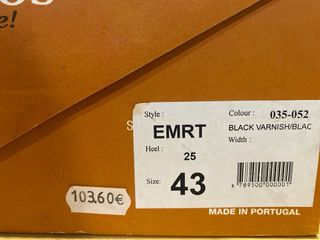 e!
Style :
EMRT
Colour : 035-052
BLACK VARNISH/BLAC
Heel :
25
Width :
Size:
43
8 789500 000001
103.60€
MADE IN PORTUGAL